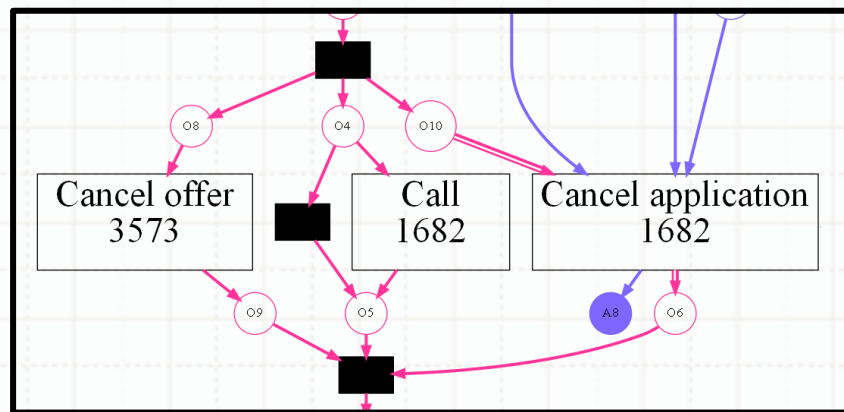 O8
O4
O10
Cancel offer
3573
Call
1682
Cancel application
1682
O9
O5
A8
O6